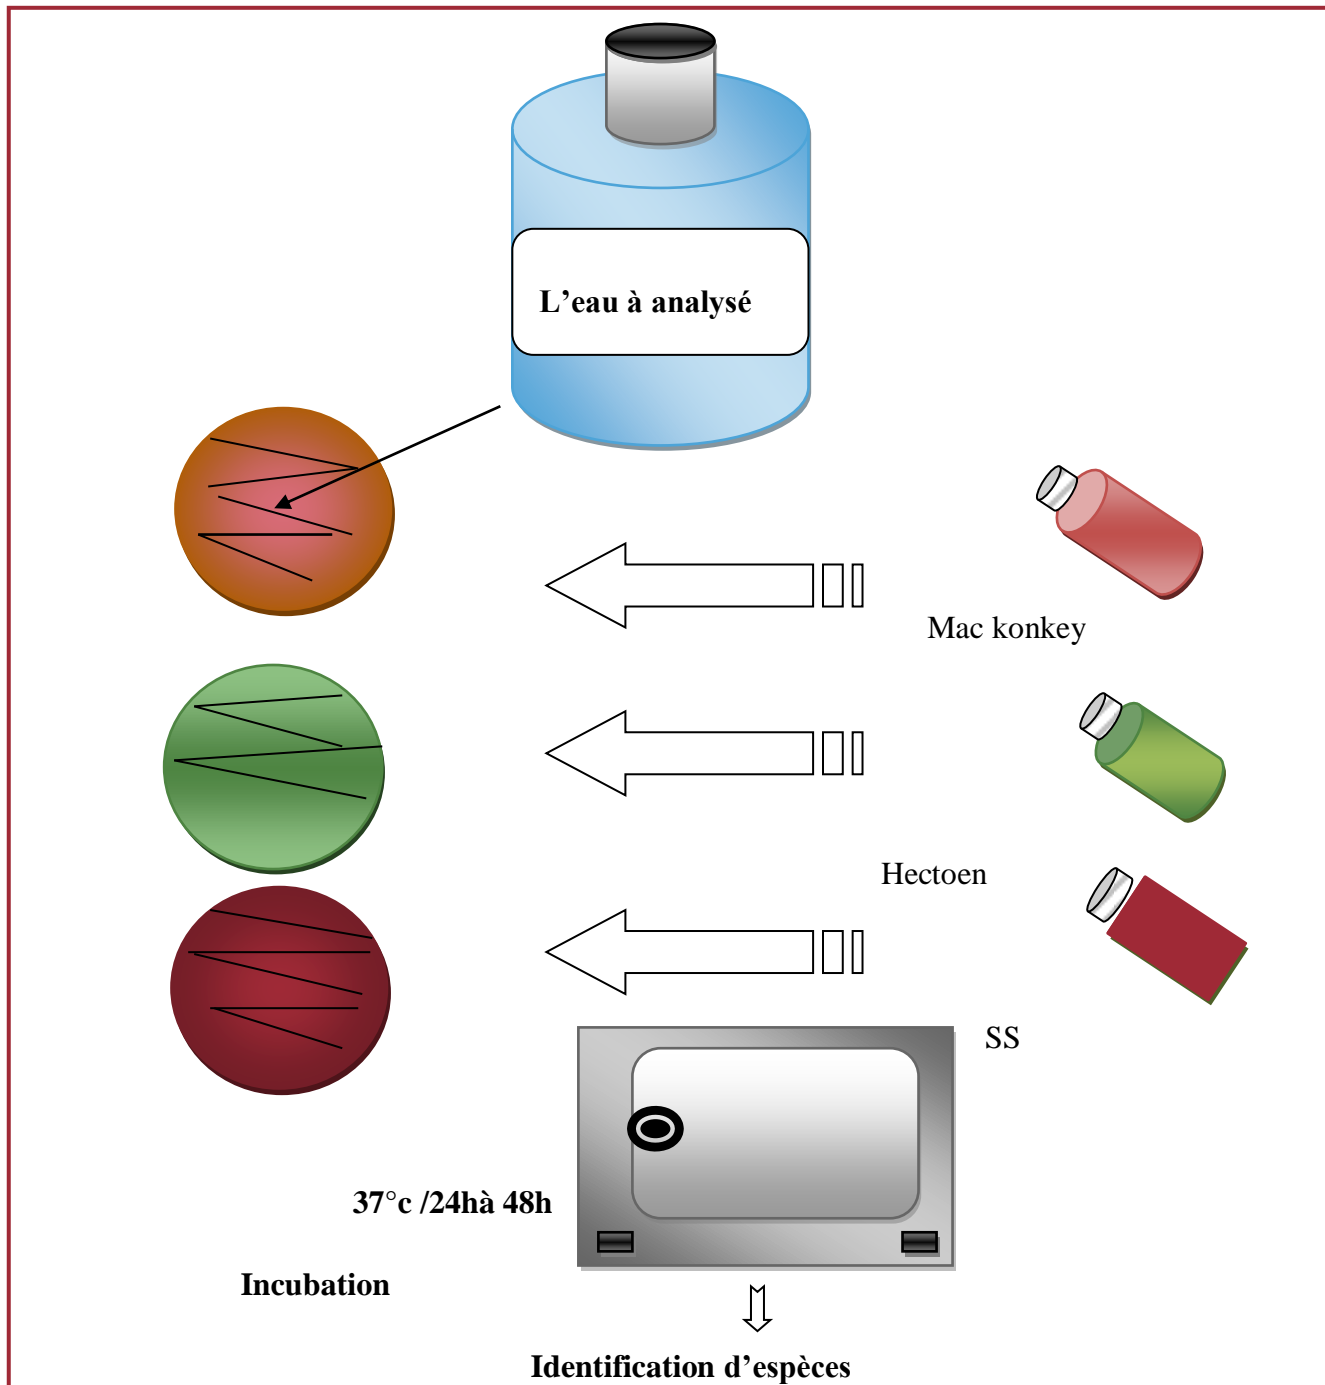 L’eau à analysé
Mac konkey
Hectoen
SS
37°c /24hà 48h
Incubation
Identification d’espèces